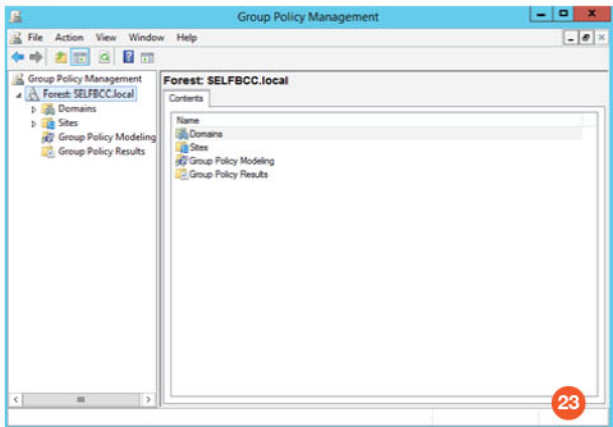 Group Policy Management
File Action View Window Help
Group Policy Management
Forest: SELFBCC.local
Domains
Sites
Group Policy Modeling
Group Policy Results
Forest: SELFBCC.local
Contents
Name
Domains
Sites
Group Policy Modeling
Group Policy Results
23